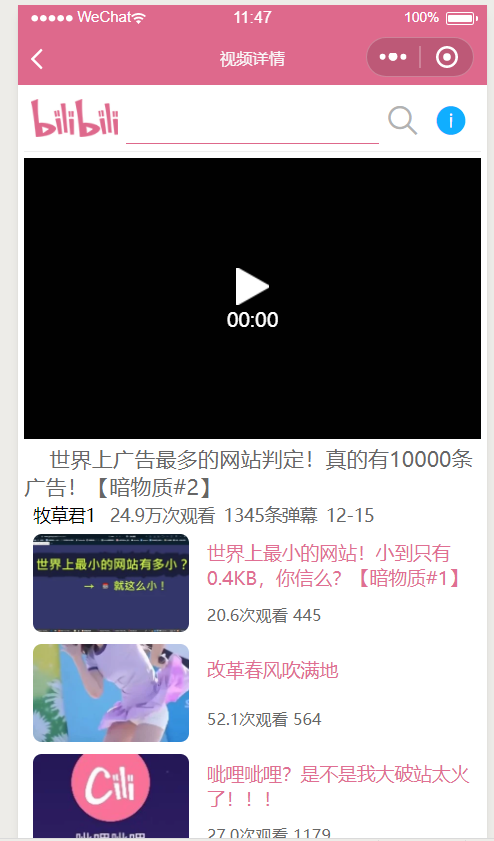 WeChat 11:47 100%
视频详情
bilibili
i
00:00
世界上广告最多的网站判定！真的有10000条
广告！【暗物质#2】
牧草君1 24.9万次观看 1345条弹幕 12-15
世界上最小的网站有多小？
→ 就这么小！
世界上最小的网站！小到只有
0.4KB，你信么？【暗物质#1】
20.6次观看 445
改革春风吹满地
52.1次观看 564
Cili
呲哩呲哩
呲哩呲哩？是不是我大破站太火
了！！！
27.0次观看 1179